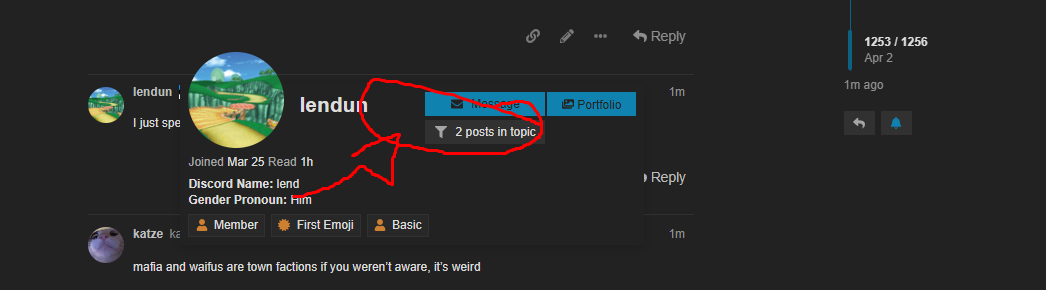 Reply
1253 / 1256
Apr 2
1m ago
lendun
1m
I just spe
lendun
Message
Portfolio
2 posts in topic
Joined Mar 25 Read 1h
Discord Name: lend
Gender Pronoun: Him
Reply
Member First Emoji Basic
katze ka
1m
mafia and waifus are town factions if you weren't aware, it's weird